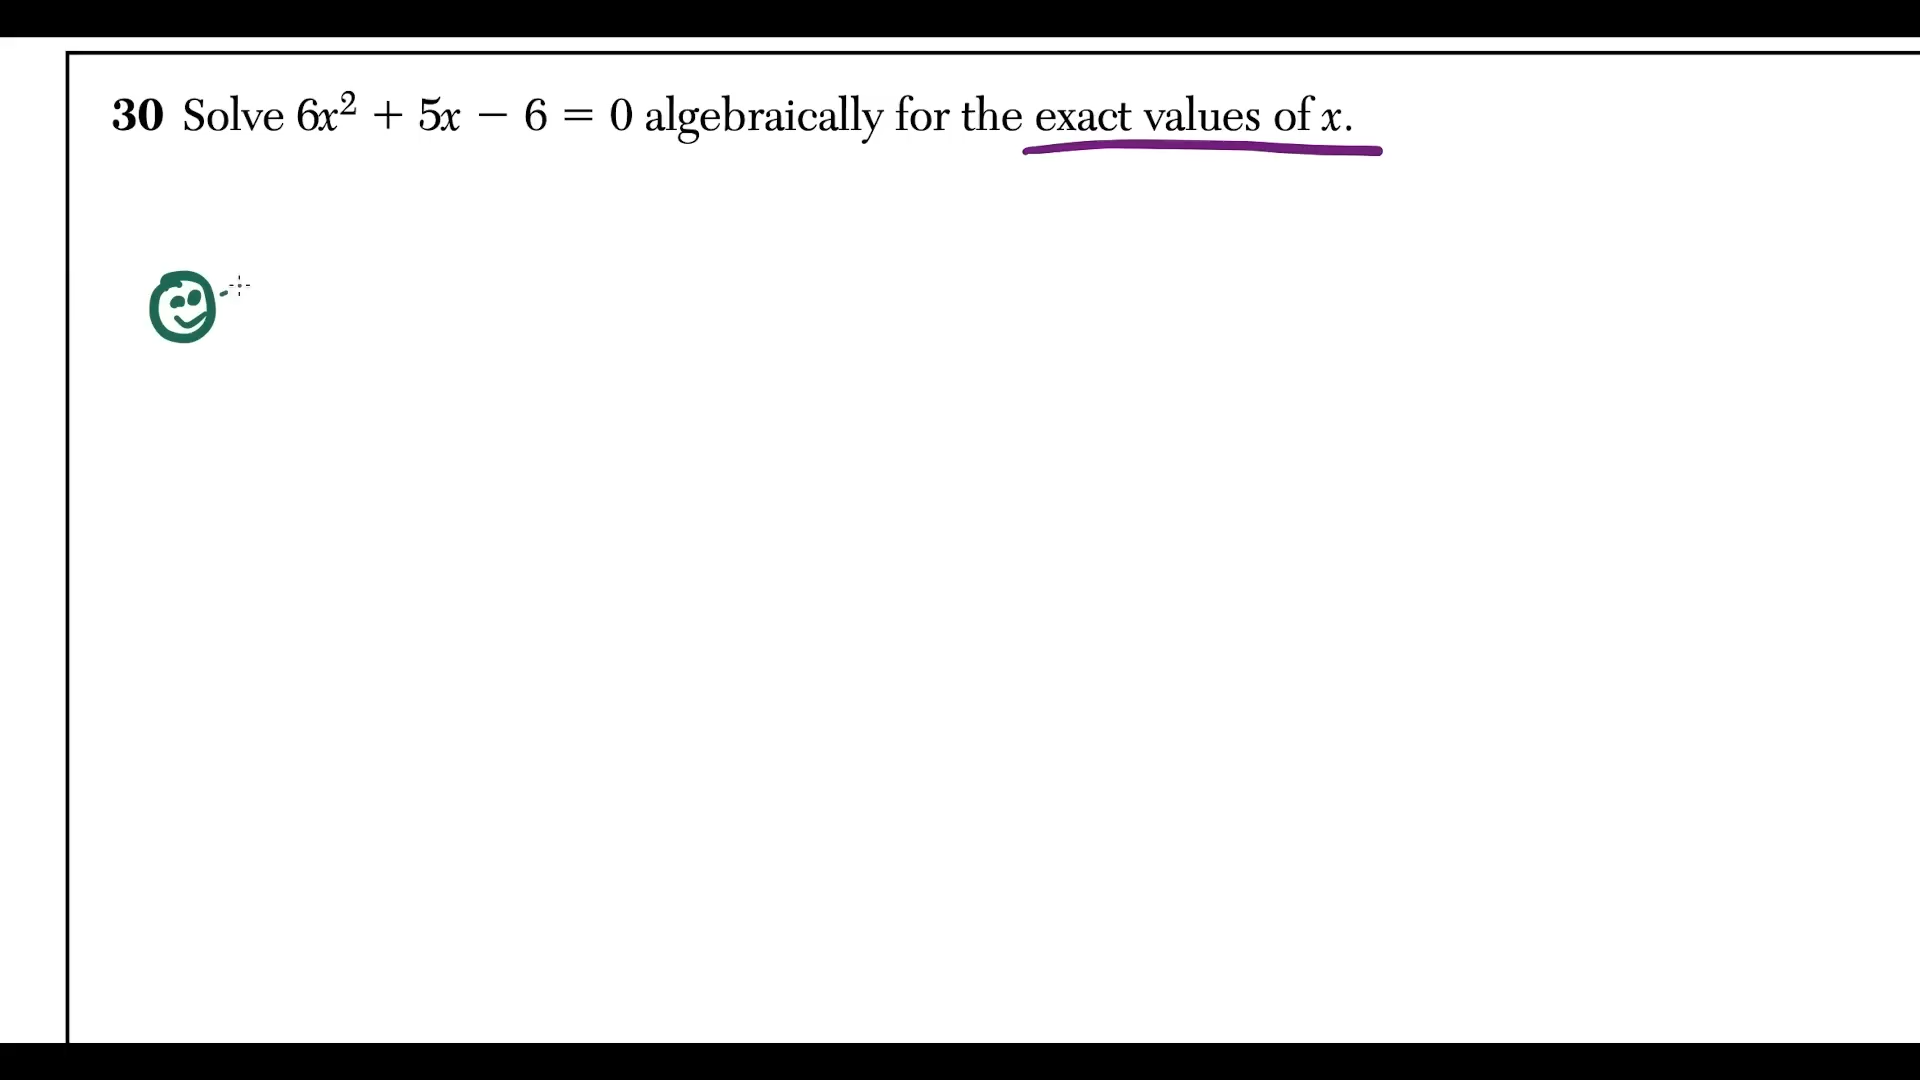 30 Solve 6x² + 5x − 6 = 0 algebraically for the exact values of x.